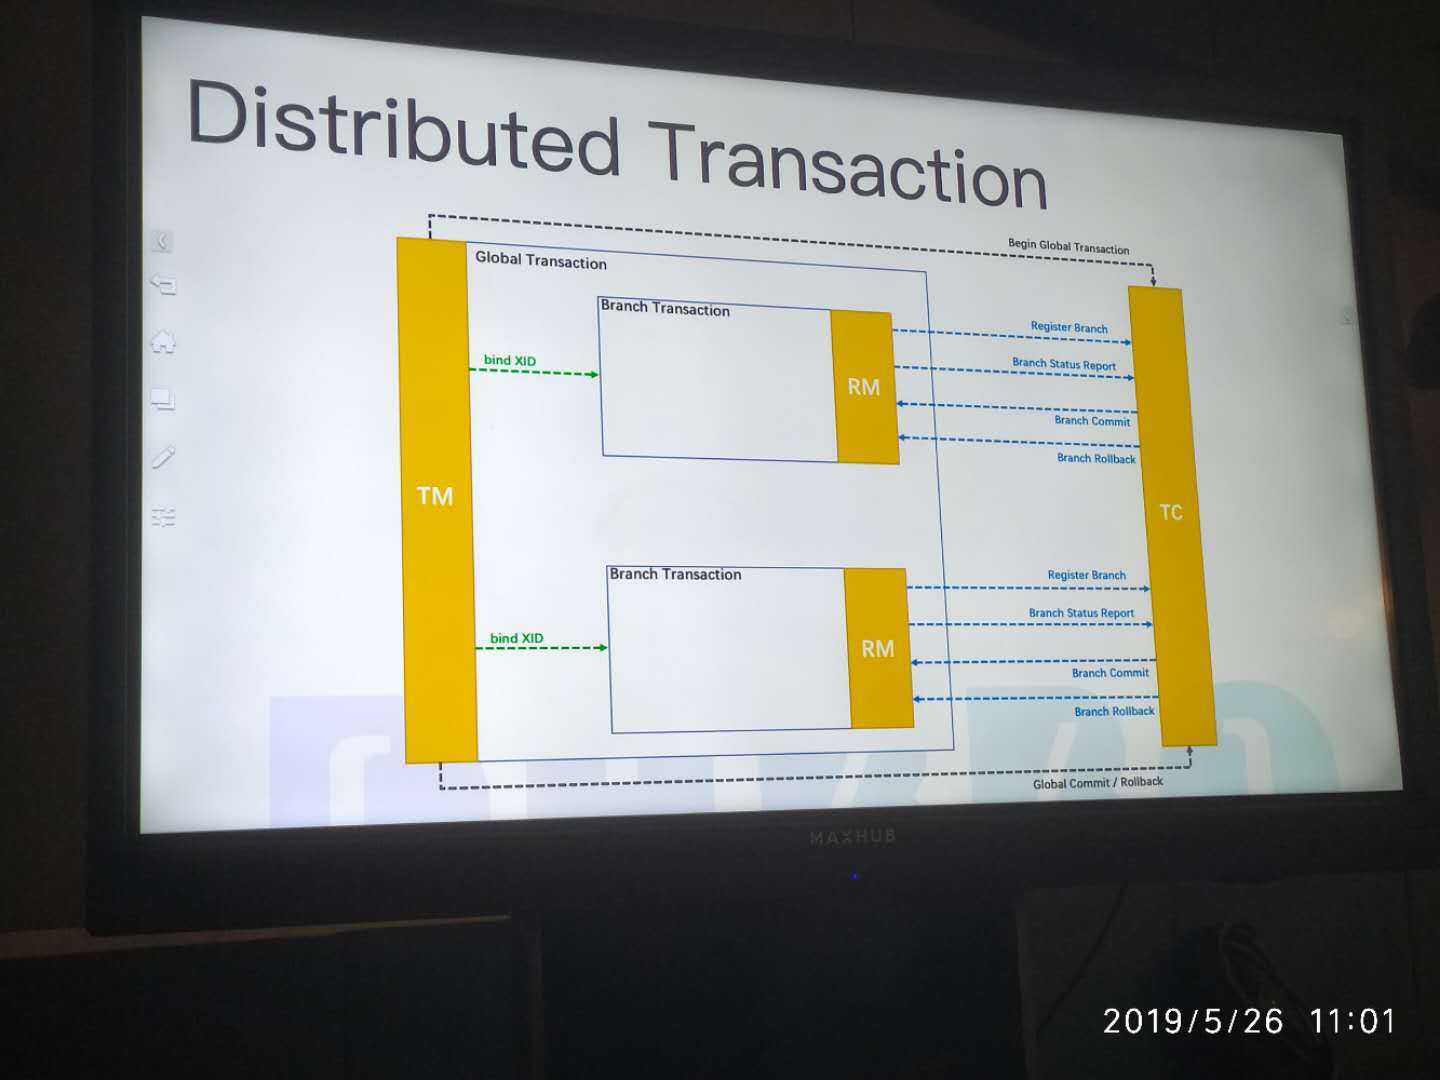 Distributed Transaction
Begin Global Transaction
Global Transaction
Branch Transaction
Register Branch
bind XID
Branch Status Report
RM
Branch Commit
Branch Rollback
TM
TC
Branch Transaction
Register Branch
Branch Status Report
bind XID
RM
Branch Commit
Branch Rollback
Global Commit / Rollback
MAXHUB
2019/5/26 11:01